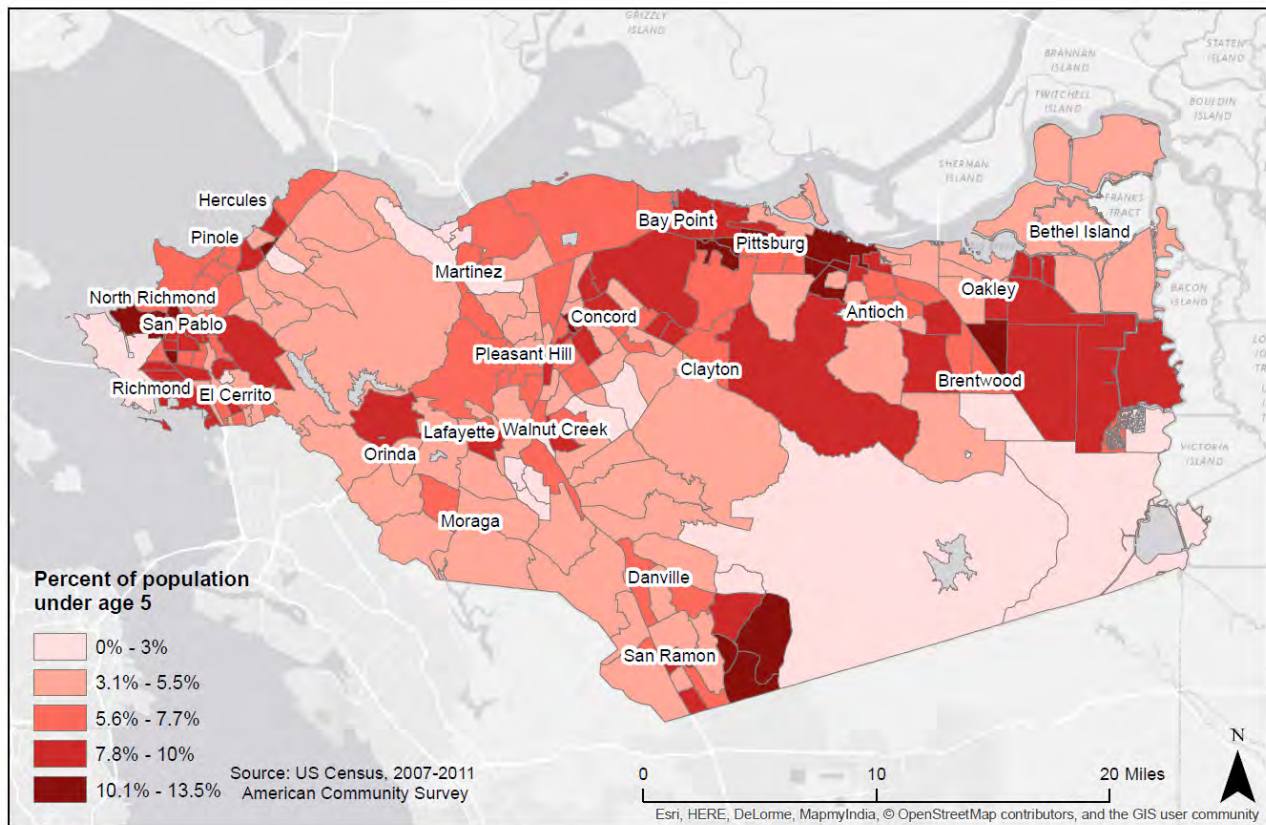 GRIZZLY
ISLAND
BRANNAN
ISLAND
STATEN
ISLAND
TWITCHELL
ISLAND
BOULDIN
ISLAND
SHERMAN
ISLAND
Hercules
FRANKS
TRACT
Bay Point
Pinole
Pittsburg
Bethel Island
Martinez
BACON
ISLAND
North Richmond
Oakley
San Pablo
Concord
Antioch
Pleasant Hill
Clayton
Richmond
El Cerrito
Brentwood
Lafayette
Walnut Creek
Orinda
VICTORIA
ISLAND
Moraga
Percent of population
under age 5
Danville
0% - 3%
San Ramon
3.1% - 5.5%
5.6% - 7.7%
7.8% - 10%
10.1% - 13.5%
Source: US Census, 2007-2011
American Community Survey
0 10 20 Miles
N
Esri, HERE, DeLorme, MapmyIndia, © OpenStreetMap contributors, and the GIS user community